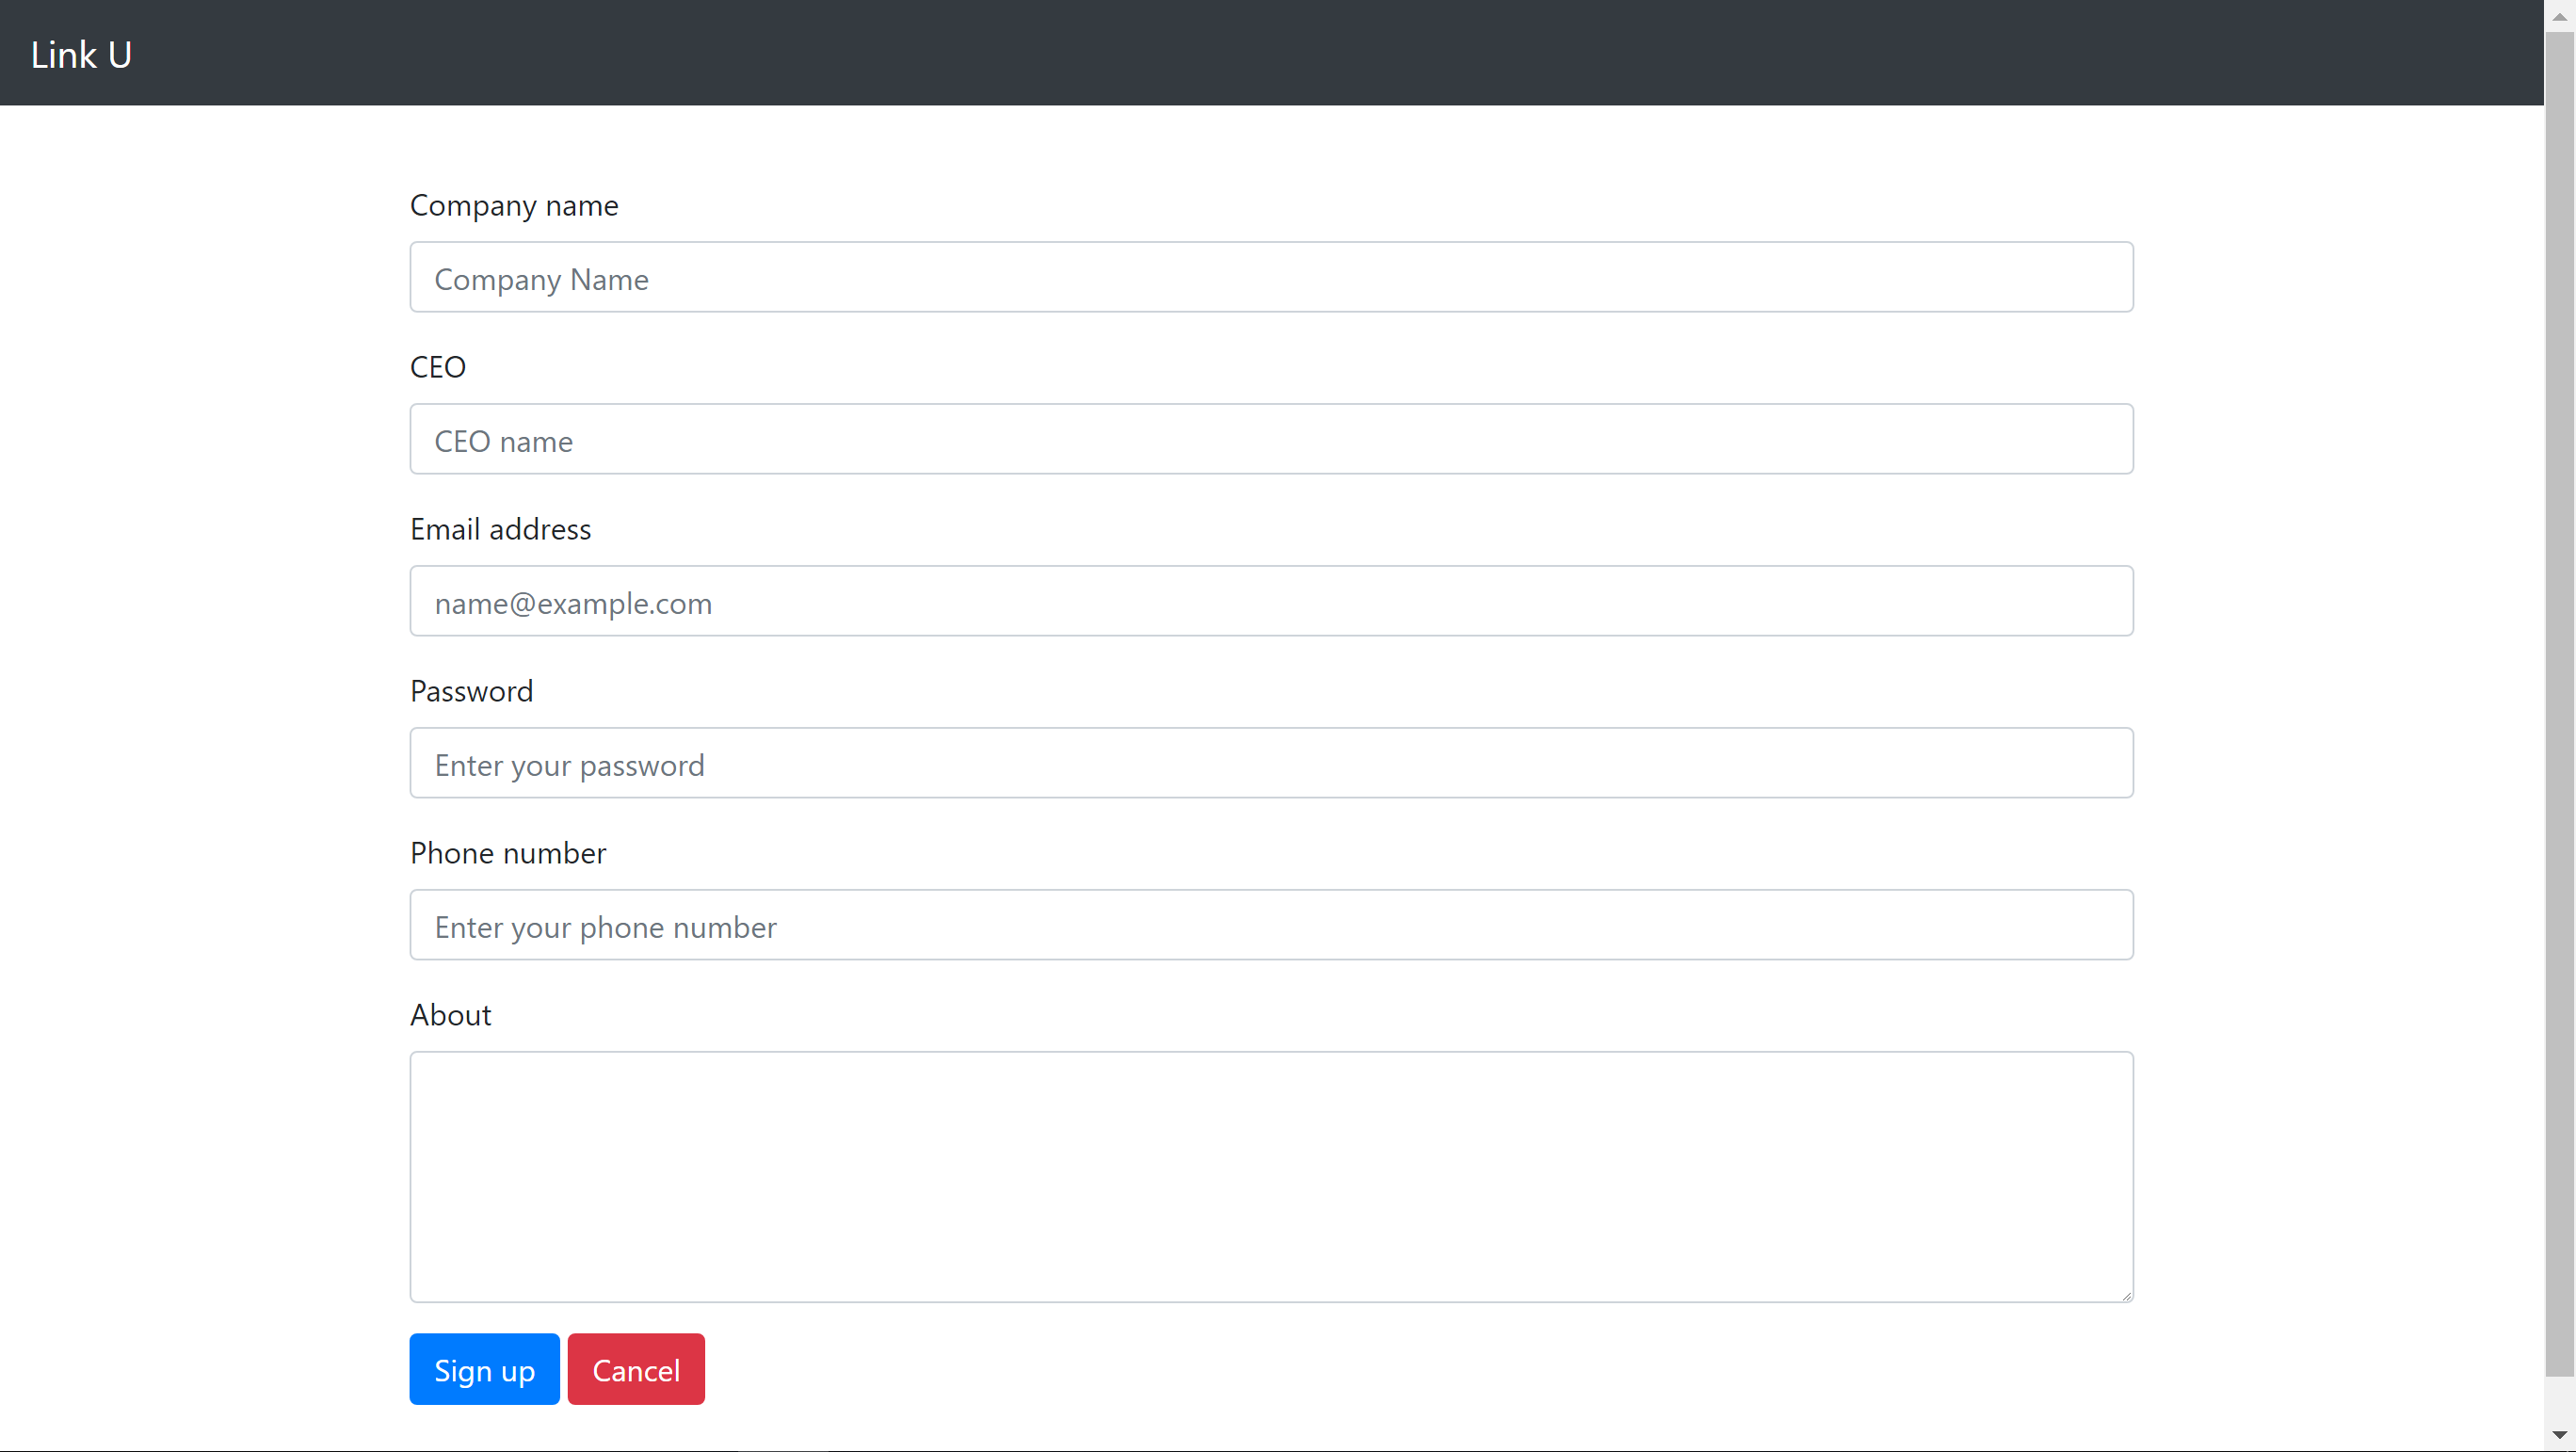 Link U
Company name
Company Name
CEO
CEO name
Email address
name@example.com
Password
Enter your password
Phone number
Enter your phone number
About
Sign up Cancel